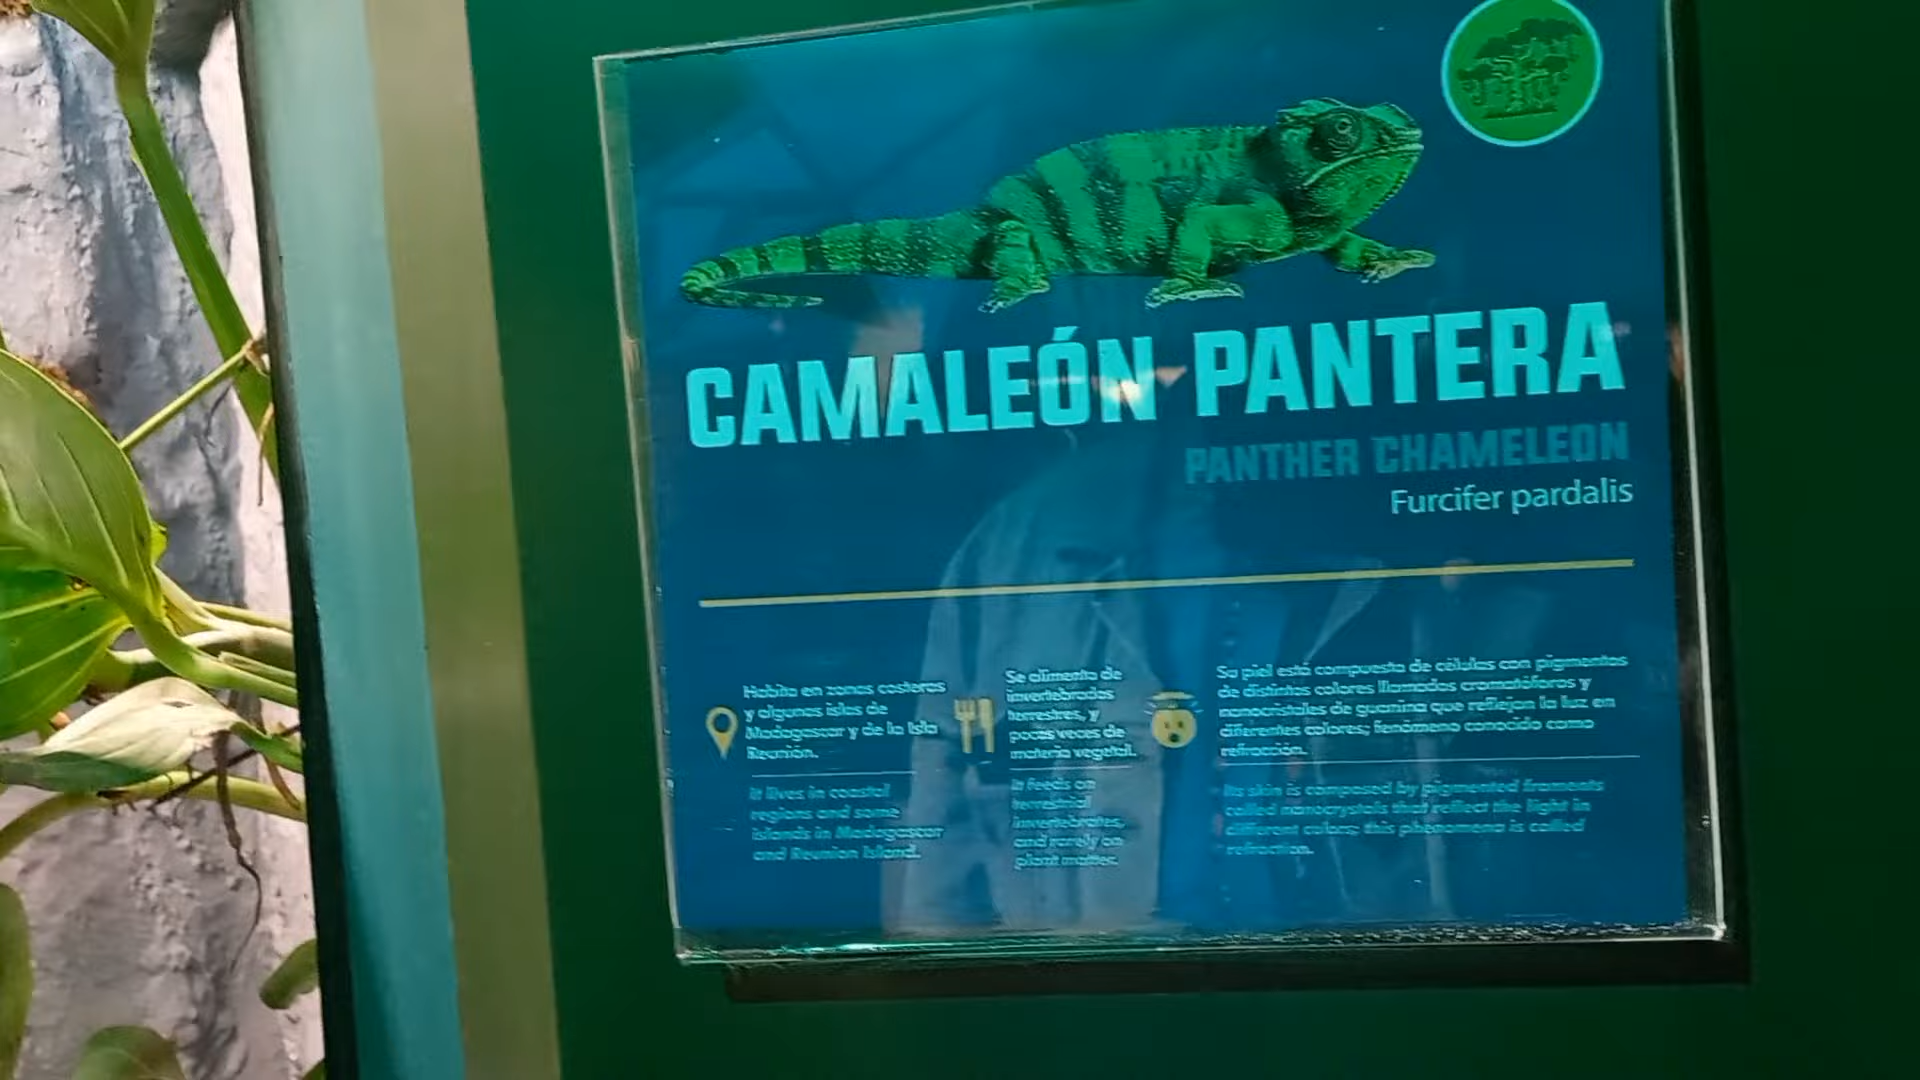 CAMALEÓN PANTERA
PANTHER CHAMELEON
Furcifer pardalis
Habita en zonas costeras
y algunas islas de
Madagascar y de la Isla
Reunión.
It lives in coastal
regions and some
islands in Madagascar
and Reunion Island.
Se alimenta de
invertebrados
terrestres, y
pocas veces de
materia vegetal.
It feeds on
terrestrial
invertebrates,
and rarely on
plant matter.
Su piel está compuesta de células con pigmentos
de distintos colores llamadas cromatóforos y
nanocristales de guanina que reflejan la luz en
diferentes colores; fenómeno conocido como
refracción.
Its skin is composed by pigmented fragments
called nanocrystals that reflect the light in
different colors; this phenomena is called
refraction.